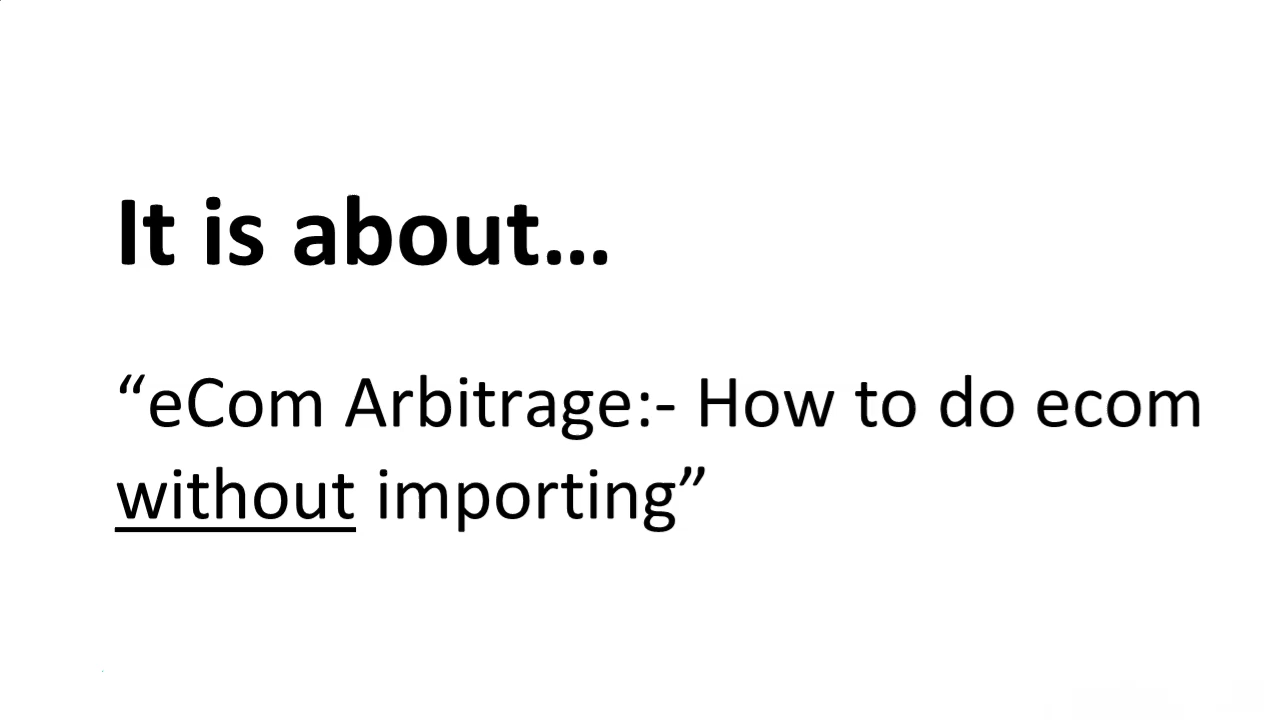 It is about...
“eCom Arbitrage:- How to do ecom
without importing”